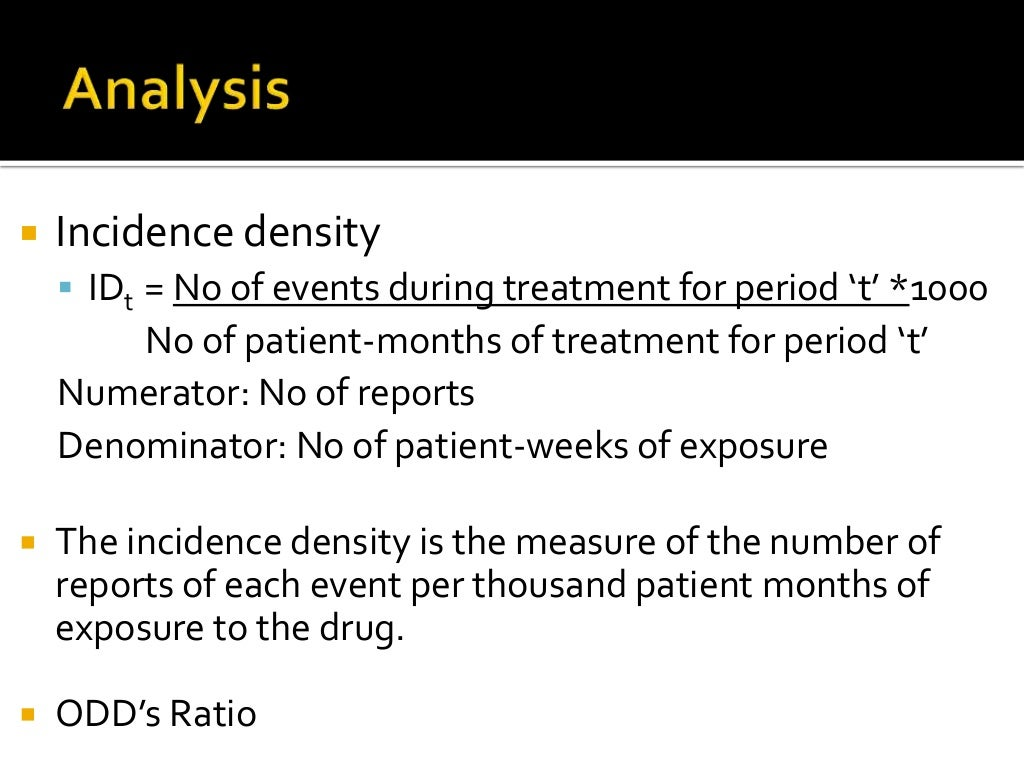 Analysis
Incidence density
IDt = No of events during treatment for period ‘t’ *1000
No of patient-months of treatment for period ‘t’
Numerator: No of reports
Denominator: No of patient-weeks of exposure
The incidence density is the measure of the number of
reports of each event per thousand patient months of
exposure to the drug.
ODD’s Ratio